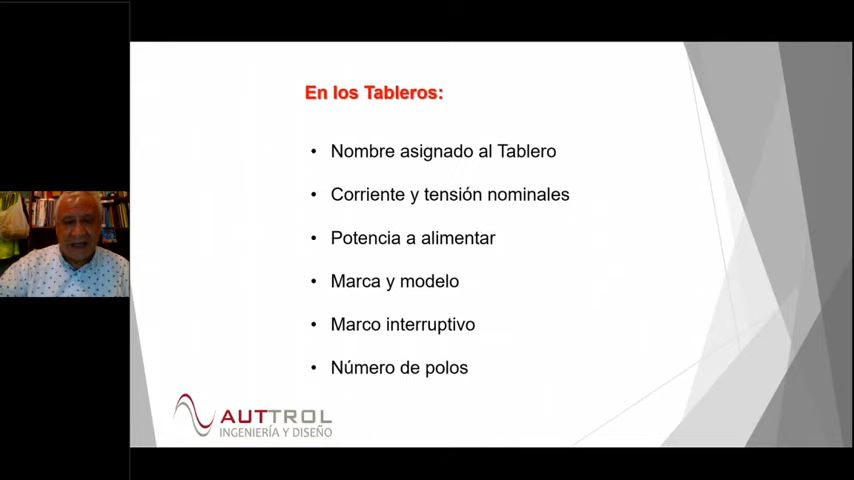 En los Tableros:
• Nombre asignado al Tablero
• Corriente y tensión nominales
• Potencia a alimentar
• Marca y modelo
• Marco interruptivo
• Número de polos
AUTTROL
INGENIERÍA Y DISEÑO